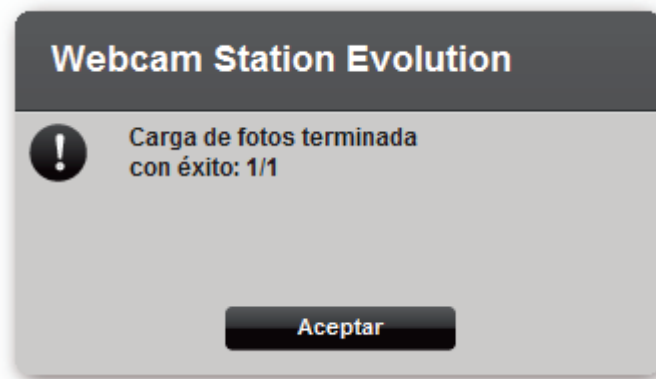 Webcam Station Evolution
!
Carga de fotos terminada
con éxito: 1/1
Aceptar